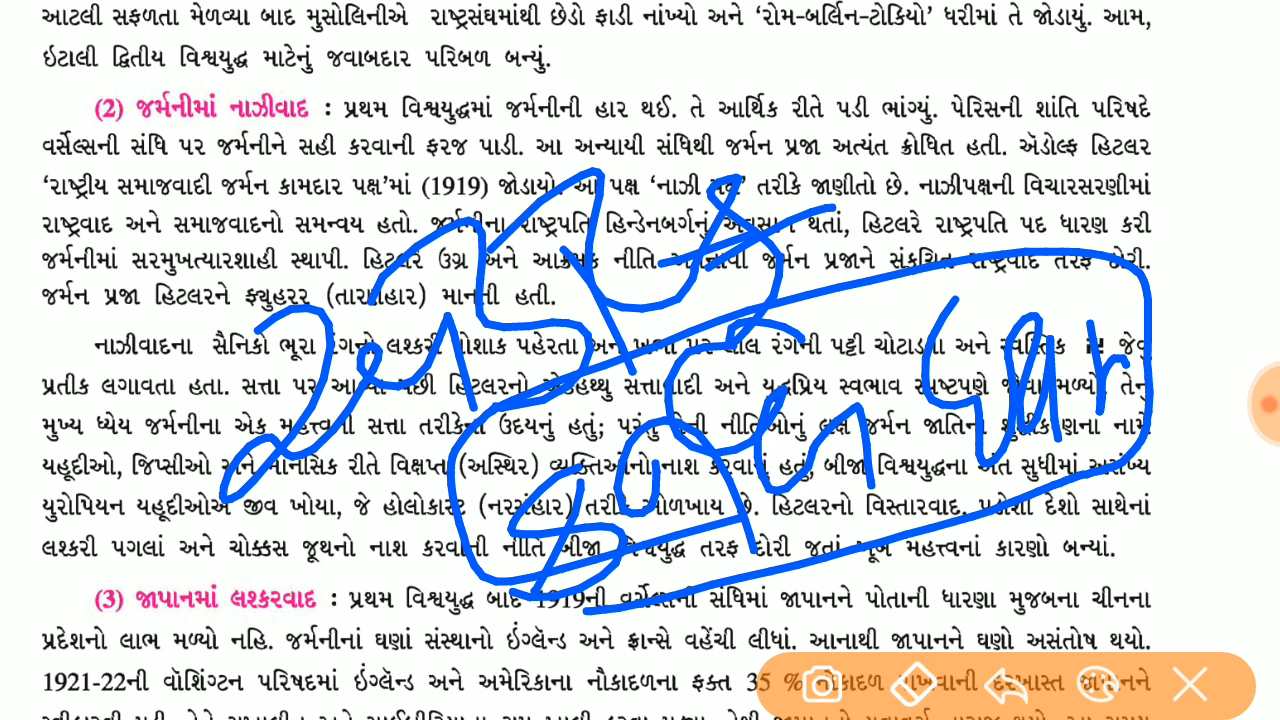 આટલી સફળતા મેળવ્યા બાદ મુસોલિનીએ રાષ્ટ્રસંઘમાંથી છેડો ફાડી નાંખ્યો અને ‘રોમ-બર્લિન-ટોકિયો’ ધરીમાં તે જોડાયું. આમ,
ઇટાલી દ્વિતીય વિશ્વયુદ્ધ માટેનું જવાબદાર પરિબળ બન્યું.
(2) જર્મનીમાં નાઝીવાદ : પ્રથમ વિશ્વયુદ્ધમાં જર્મનીની હાર થઈ. તે આર્થિક રીતે પડી ભાંગ્યું. પેરિસની શાંતિ પરિષદે
વર્સેલ્સની સંધિ પર જર્મનીને સહી કરવાની ફરજ પાડી. આ અન્યાયી સંધિથી જર્મન પ્રજા અત્યંત ક્રોધિત હતી. ઍડોલ્ફ હિટલર
‘રાષ્ટ્રીય સમાજવાદી જર્મન કામદાર પક્ષ’માં (1919) જોડાયો. આ પક્ષ ‘નાઝી પક્ષ’ તરીકે જાણીતો છે. નાઝીપક્ષની વિચારસરણીમાં
રાષ્ટ્રવાદ અને સમાજવાદનો સમન્વય હતો. જર્મનીના રાષ્ટ્રપતિ હિન્ડેનબર્ગનું અવસાન થતાં, હિટલરે રાષ્ટ્રપતિ પદ ધારણ કરી
જર્મનીમાં સરમુખત્યારશાહી સ્થાપી. હિટલરે ઉગ્ર અને આક્રમક નીતિ અપનાવી જર્મન પ્રજાને સંકુચિત રાષ્ટ્રવાદ તરફ દોરી.
જર્મન પ્રજા હિટલરને ફ્યુહરર (તારણહાર) માનતી હતી.
નાઝીવાદના સૈનિકો ભૂરા રંગનો લશ્કરી પોશાક પહેરતા અને ખભા પર લાલ રંગની પટ્ટી ચોટાડતા અને સ્વસ્તિક 卐 જેવું
પ્રતીક લગાવતા હતા. સત્તા પર આવ્યા પછી હિટલરનો એકહથ્થુ સત્તાવાદી અને યુદ્ધપ્રિય સ્વભાવ સ્પષ્ટપણે જોવા મળ્યો. તેનું
મુખ્ય ધ્યેય જર્મનીના એક મહત્ત્વની સત્તા તરીકેના ઉદયનું હતું; પરંતુ તેની નીતિઓનું લક્ષ જર્મન જાતિના શુદ્ધીકરણના નામે
યહૂદીઓ, જિપ્સીઓ અને માનસિક રીતે વિક્ષિપ્ત (અસ્થિર) વ્યક્તિઓનો નાશ કરવાનું હતું, બીજા વિશ્વયુદ્ધના અંત સુધીમાં અસંખ્ય
યુરોપિયન યહૂદીઓએ જીવ ખોયા, જે હોલોકાસ્ટ (નરસંહાર) તરીકે ઓળખાય છે. હિટલરનો વિસ્તારવાદ, પડોશી દેશો સાથેનાં
લશ્કરી પગલાં અને ચોક્કસ જૂથનો નાશ કરવાની નીતિ બીજા વિશ્વયુદ્ધ તરફ દોરી જતાં ખૂબ મહત્ત્વનાં કારણો બન્યાં.
(3) જાપાનમાં લશ્કરવાદ : પ્રથમ વિશ્વયુદ્ધ બાદ 1919ની વર્સેલ્સની સંધિમાં જાપાનને પોતાની ધારણા મુજબના ચીનના
પ્રદેશનો લાભ મળ્યો નહિ. જર્મનીનાં ઘણાં સંસ્થાનો ઇંગ્લૅન્ડ અને ફ્રાન્સે વહેંચી લીધાં. આનાથી જાપાનને ઘણો અસંતોષ થયો.
1921-22ની વૉશિંગ્ટન પરિષદમાં ઇંગ્લૅન્ડ અને અમેરિકાના નૌકાદળના ફક્ત 35 % નૌકાદળ રાખવાની દરખાસ્ત જાપાનને